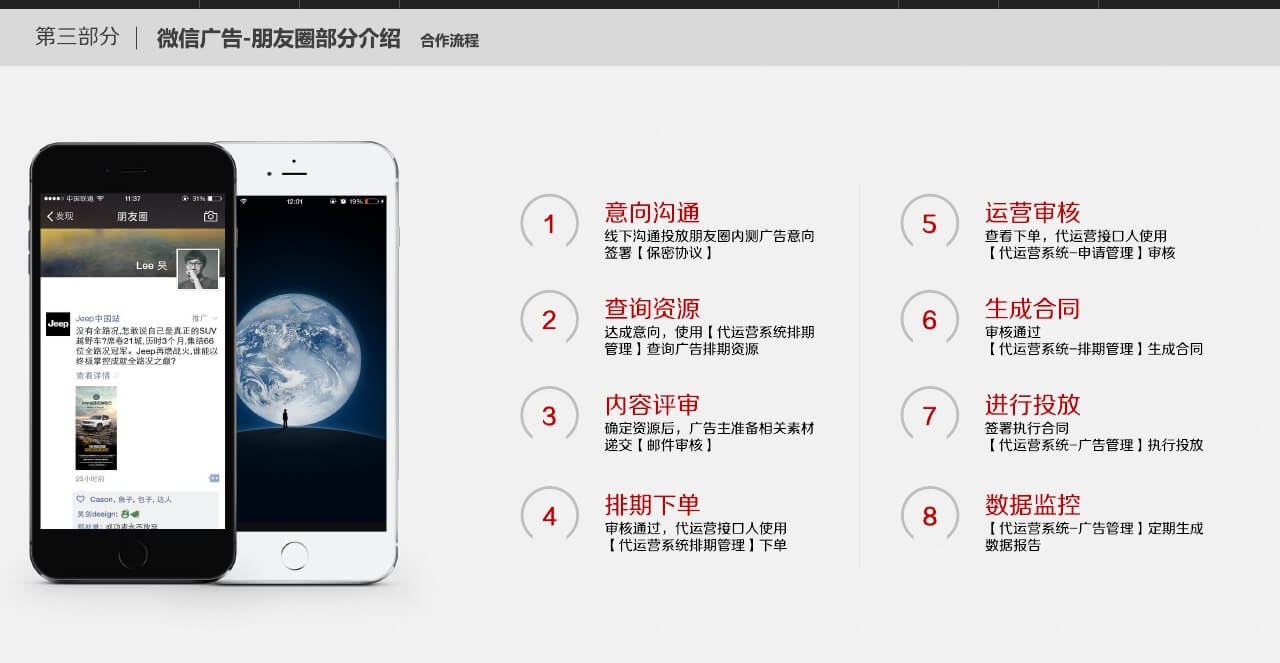 第三部分
微信广告-朋友圈部分介绍 合作流程
中国联通 11:37 31%
发现 朋友圈
Lee 吴
Jeep
Jeep中国站 推广
没有全路况,怎敢说自己是真正的SUV
越野车?席卷21城,历时3个月,集结66
位全路况冠军。Jeep再燃战火,谁能以
终极掌控成就全路况之巅?
查看详情
23小时前
Cason, 鱼子, 包子, 达人
吴剑design:
12:01 19%
1
意向沟通
线下沟通投放朋友圈内测广告意向
签署【保密协议】
2
查询资源
达成意向，使用【代运营系统排期
管理】查询广告排期资源
3
内容评审
确定资源后，广告主准备相关素材
递交【邮件审核】
4
排期下单
审核通过，代运营接口人使用
【代运营系统排期管理】下单
5
运营审核
查看下单，代运营接口人使用
【代运营系统-申请管理】审核
6
生成合同
审核通过
【代运营系统-排期管理】生成合同
7
进行投放
签署执行合同
【代运营系统-广告管理】执行投放
8
数据监控
【代运营系统-广告管理】定期生成
数据报告